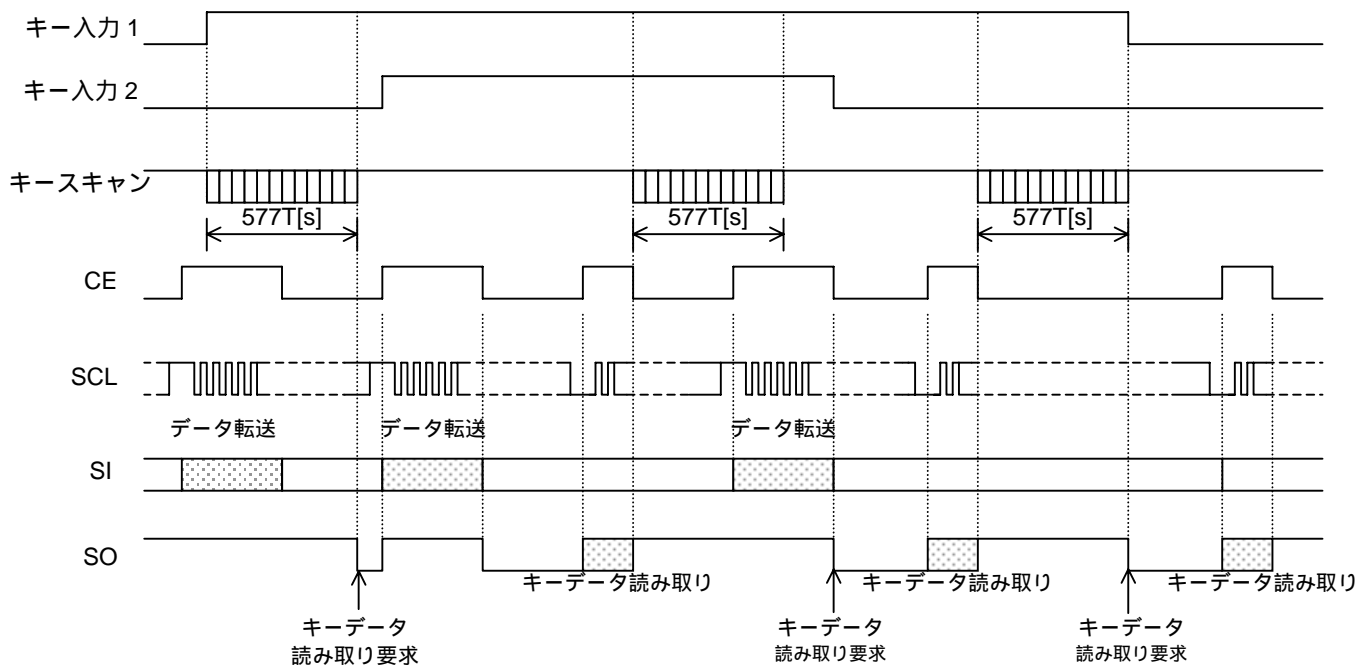 キー入力 1
キー入力 2
キースキャン
577T[s]
577T[s]
577T[s]
CE
SCL
データ転送
データ転送
データ転送
SI
SO
キーデータ読み取り
キーデータ読み取り
キーデータ読み取り
キーデータ
読み取り要求
キーデータ
読み取り要求
キーデータ
読み取り要求